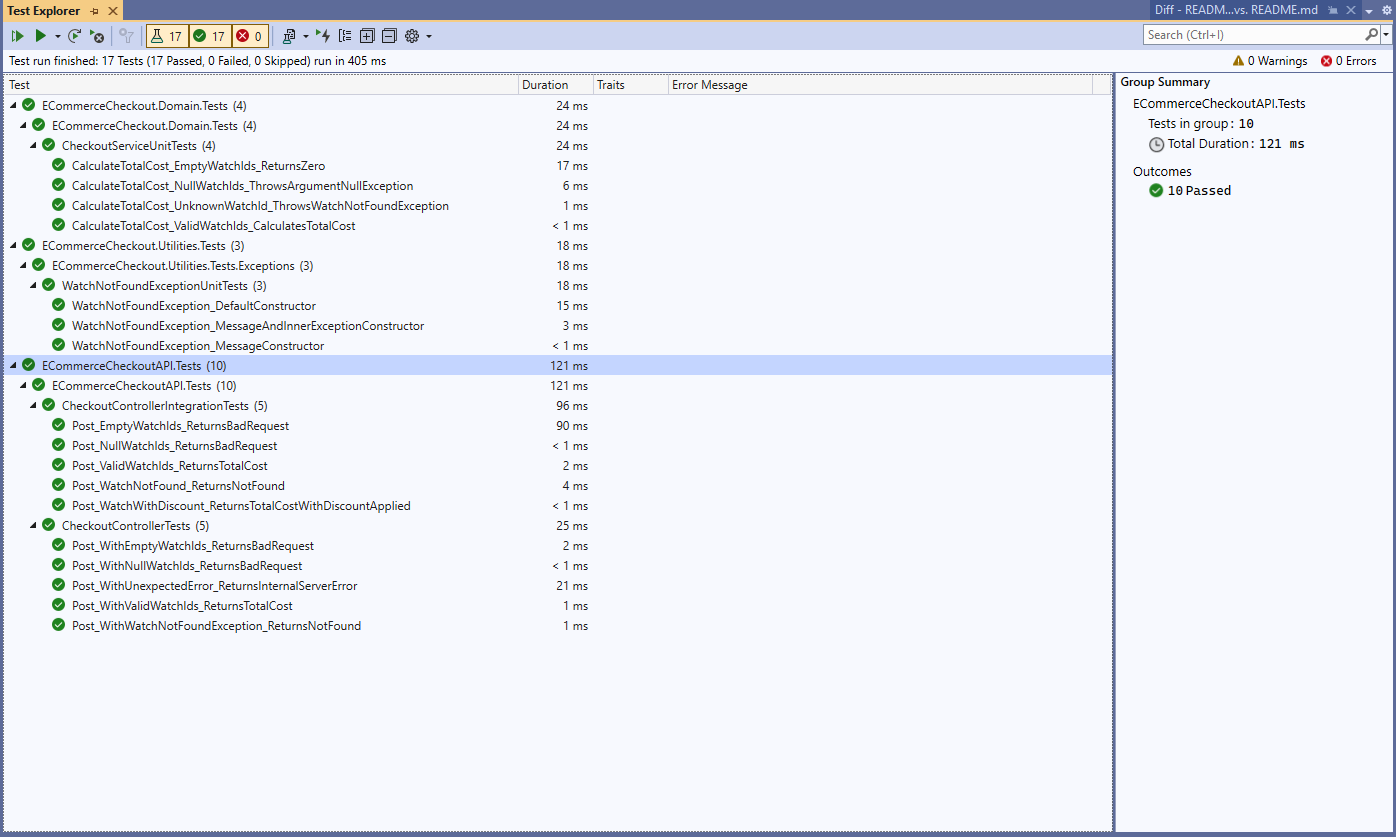 Test Explorer
Diff - READM...vs. README.md
17 17 0
Search (Ctrl+I)
Test run finished: 17 Tests (17 Passed, 0 Failed, 0 Skipped) run in 405 ms
0 Warnings 0 Errors
Test Duration Traits Error Message
ECommerceCheckout.Domain.Tests (4) 24 ms
ECommerceCheckout.Domain.Tests (4) 24 ms
CheckoutServiceUnitTests (4) 24 ms
CalculateTotalCost_EmptyWatchIds_ReturnsZero 17 ms
CalculateTotalCost_NullWatchIds_ThrowsArgumentNullException 6 ms
CalculateTotalCost_UnknownWatchId_ThrowsWatchNotFoundException 1 ms
CalculateTotalCost_ValidWatchIds_CalculatesTotalCost < 1 ms
ECommerceCheckout.Utilities.Tests (3) 18 ms
ECommerceCheckout.Utilities.Tests.Exceptions (3) 18 ms
WatchNotFoundExceptionUnitTests (3) 18 ms
WatchNotFoundException_DefaultConstructor 15 ms
WatchNotFoundException_MessageAndInnerExceptionConstructor 3 ms
WatchNotFoundException_MessageConstructor < 1 ms
ECommerceCheckoutAPI.Tests (10) 121 ms
ECommerceCheckoutAPI.Tests (10) 121 ms
CheckoutControllerIntegrationTests (5) 96 ms
Post_EmptyWatchIds_ReturnsBadRequest 90 ms
Post_NullWatchIds_ReturnsBadRequest < 1 ms
Post_ValidWatchIds_ReturnsTotalCost 2 ms
Post_WatchNotFound_ReturnsNotFound 4 ms
Post_WatchWithDiscount_ReturnsTotalCostWithDiscountApplied < 1 ms
CheckoutControllerTests (5) 25 ms
Post_WithEmptyWatchIds_ReturnsBadRequest 2 ms
Post_WithNullWatchIds_ReturnsBadRequest < 1 ms
Post_WithUnexpectedError_ReturnsInternalServerError 21 ms
Post_WithValidWatchIds_ReturnsTotalCost 1 ms
Post_WithWatchNotFoundException_ReturnsNotFound 1 ms
Group Summary
ECommerceCheckoutAPI.Tests
Tests in group: 10
Total Duration: 121 ms
Outcomes
10 Passed